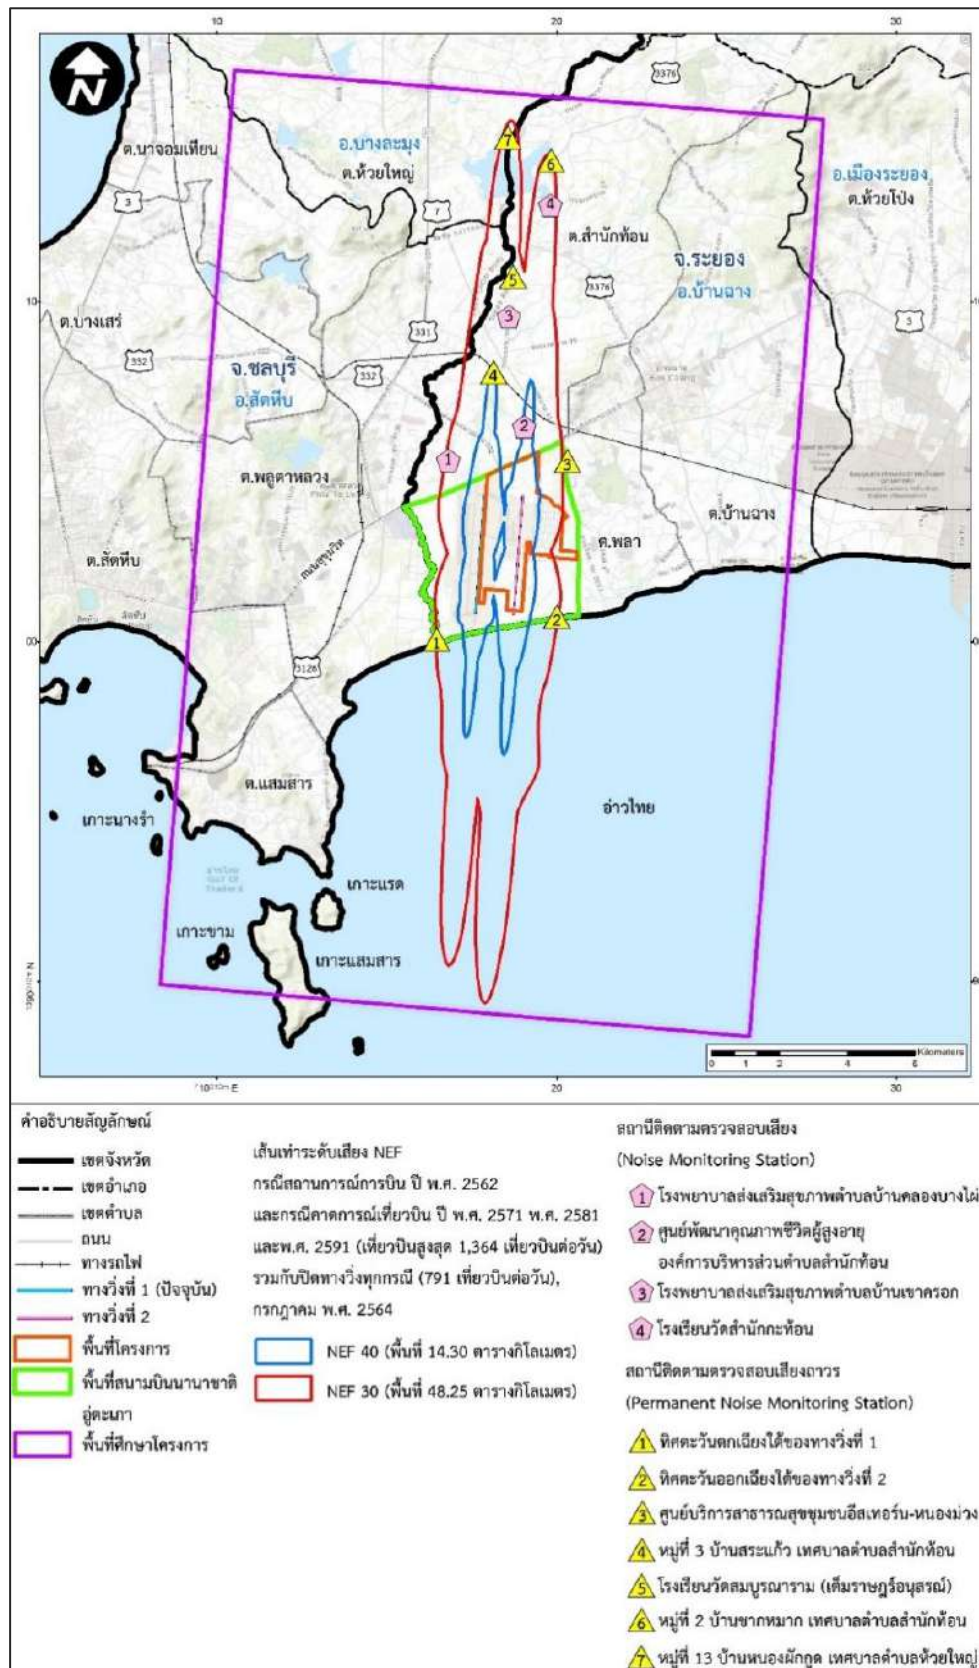 10
20
30
N
3376
ต.นาจอมเทียน
อ.บางละมุง
ต.ห้วยใหญ่
7
6
อ.เมืองระยอง
ต.ห้วยโป่ง
3
7
4
ต.สำนักท้อน
จ.ระยอง
อ.บ้านฉาง
5
3376
10
3
ต.บางเสร่
331
3
332
จ.ชลบุรี
332
4
อ.สัตหีบ
2
1
3
ต.พลูตาหลวง
ต.บ้านฉาง
ต.พลา
ต.สัตหีบ
ถนนสุขุมวิท
2
1
00
3126
ต.แสมสาร
อ่าวไทย
เกาะนางรำ
เกาะแรด
เกาะขาม
เกาะแสมสาร
Kilometers
0 1 2 4 6
20
30
คำอธิบายสัญลักษณ์
เขตจังหวัด
เขตอำเภอ
เขตตำบล
ถนน
ทางรถไฟ
ทางวิ่งที่ 1 (ปัจจุบัน)
ทางวิ่งที่ 2
พื้นที่โครงการ
พื้นที่สนามบินนานาชาติ
อู่ตะเภา
พื้นที่ศึกษาโครงการ
เส้นเท่าระดับเสียง NEF
กรณีสถานการณ์การบิน ปี พ.ศ. 2562
และกรณีคาดการณ์เที่ยวบิน ปี พ.ศ. 2571 พ.ศ. 2581
และพ.ศ. 2591 (เที่ยวบินสูงสุด 1,364 เที่ยวบินต่อวัน)
รวมกับปิดทางวิ่งทุกกรณี (791 เที่ยวบินต่อวัน),
กรกฎาคม พ.ศ. 2564
NEF 40 (พื้นที่ 14.30 ตารางกิโลเมตร)
NEF 30 (พื้นที่ 48.25 ตารางกิโลเมตร)
สถานีติดตามตรวจสอบเสียง
(Noise Monitoring Station)
1 โรงพยาบาลส่งเสริมสุขภาพตำบลบ้านคลองบางไผ่
2 ศูนย์พัฒนาคุณภาพชีวิตผู้สูงอายุ
องค์การบริหารส่วนตำบลสำนักท้อน
3 โรงพยาบาลส่งเสริมสุขภาพตำบลบ้านเขาครอก
4 โรงเรียนวัดสำนักกะท้อน
สถานีติดตามตรวจสอบเสียงถาวร
(Permanent Noise Monitoring Station)
1 ทิศตะวันตกเฉียงใต้ของทางวิ่งที่ 1
2 ทิศตะวันออกเฉียงใต้ของทางวิ่งที่ 2
3 ศูนย์บริการสาธารณสุขชุมชนอีสเทอร์น-หนองม่วง
4 หมู่ที่ 3 บ้านสระแก้ว เทศบาลตำบลสำนักท้อน
5 โรงเรียนวัดสมบูรณาราม (เต็มราษฎร์อนุสรณ์)
6 หมู่ที่ 2 บ้านชากหมาก เทศบาลตำบลสำนักท้อน
7 หมู่ที่ 13 บ้านหนองผักกูด เทศบาลตำบลห้วยใหญ่